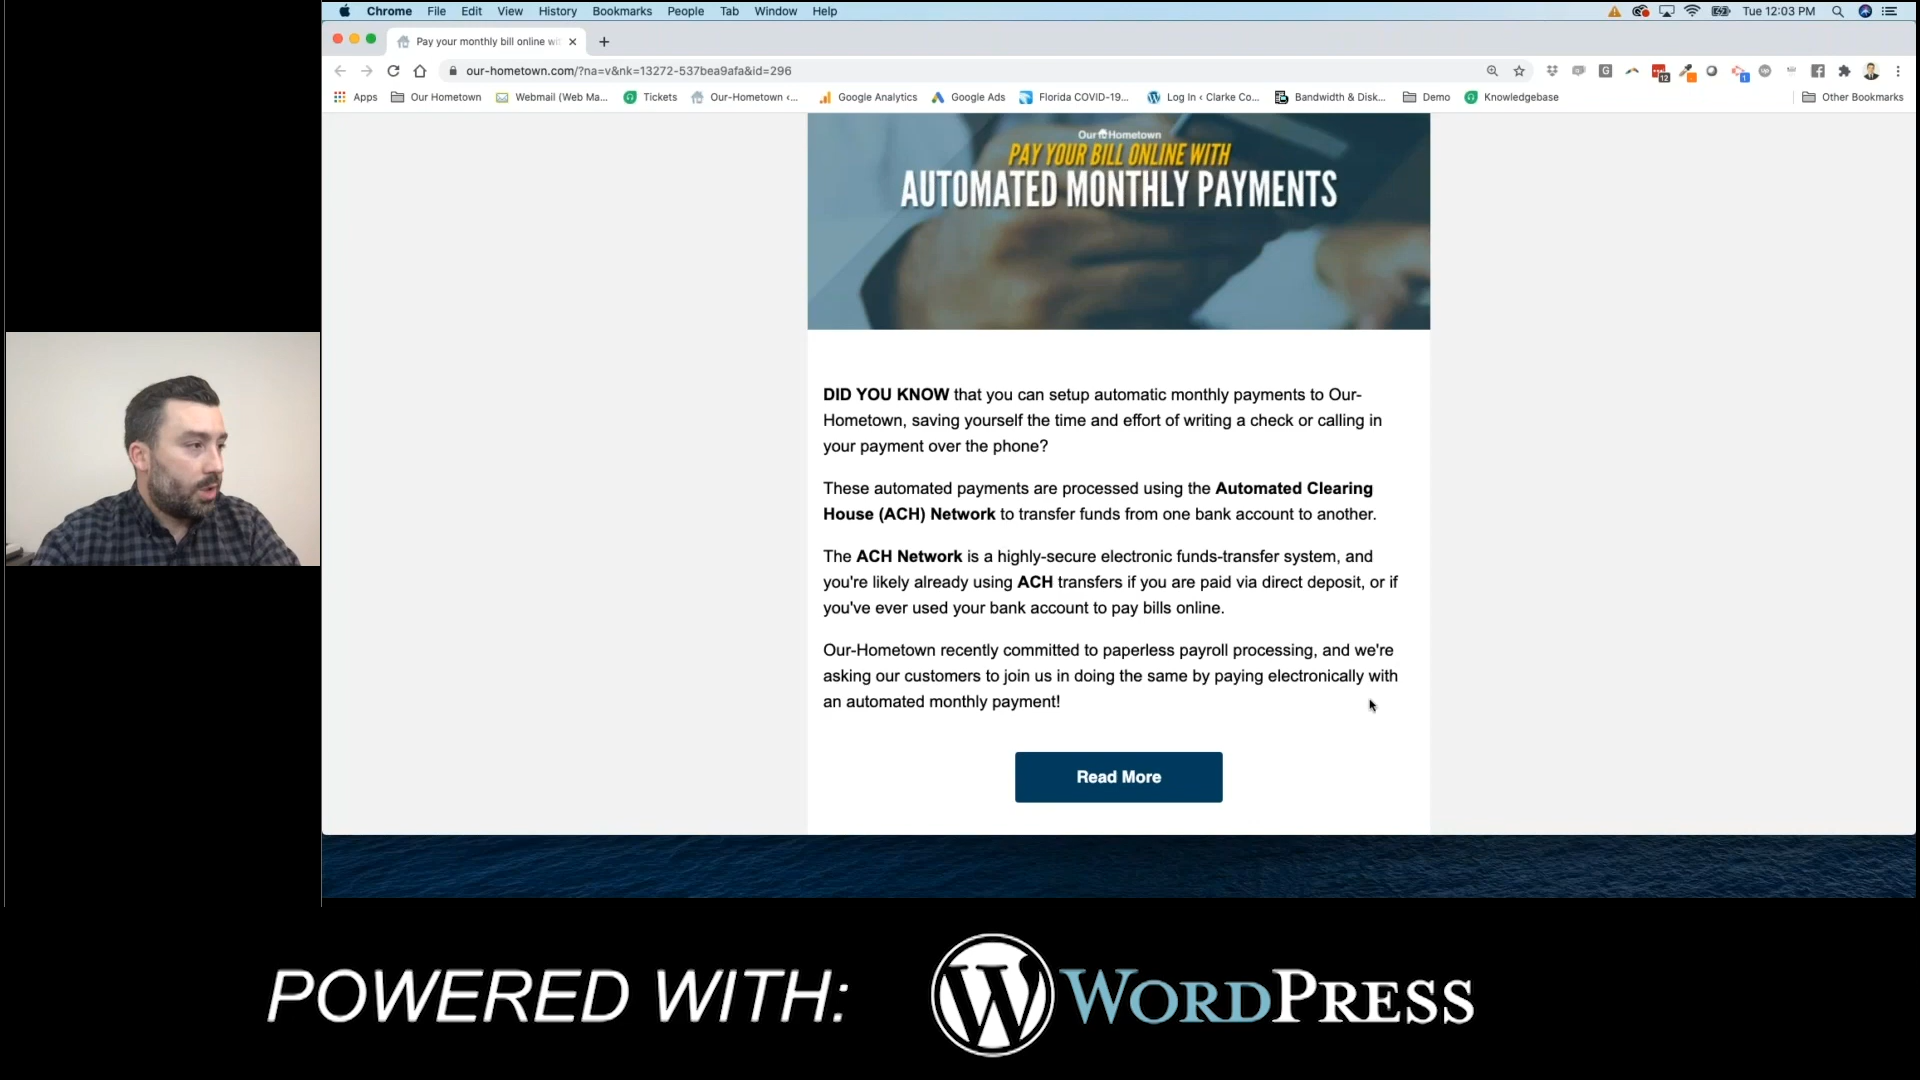 Chrome File Edit View History Bookmarks People Tab Window Help
Tue 12:03 PM
Pay your monthly bill online wi
our-hometown.com/?na=v&nk=13272-537bea9afa&id=296
Apps Our Hometown Webmail (Web Ma... Tickets Our-Hometown ‹... Google Analytics Google Ads Florida COVID-19... Log In ‹ Clarke Co... Bandwidth & Disk... Demo Knowledgebase Other Bookmarks
Our Hometown
PAY YOUR BILL ONLINE WITH
AUTOMATED MONTHLY PAYMENTS
DID YOU KNOW that you can setup automatic monthly payments to Our-
Hometown, saving yourself the time and effort of writing a check or calling in
your payment over the phone?
These automated payments are processed using the Automated Clearing
House (ACH) Network to transfer funds from one bank account to another.
The ACH Network is a highly-secure electronic funds-transfer system, and
you're likely already using ACH transfers if you are paid via direct deposit, or if
you've ever used your bank account to pay bills online.
Our-Hometown recently committed to paperless payroll processing, and we're
asking our customers to join us in doing the same by paying electronically with
an automated monthly payment!
Read More
POWERED WITH: WORDPRESS